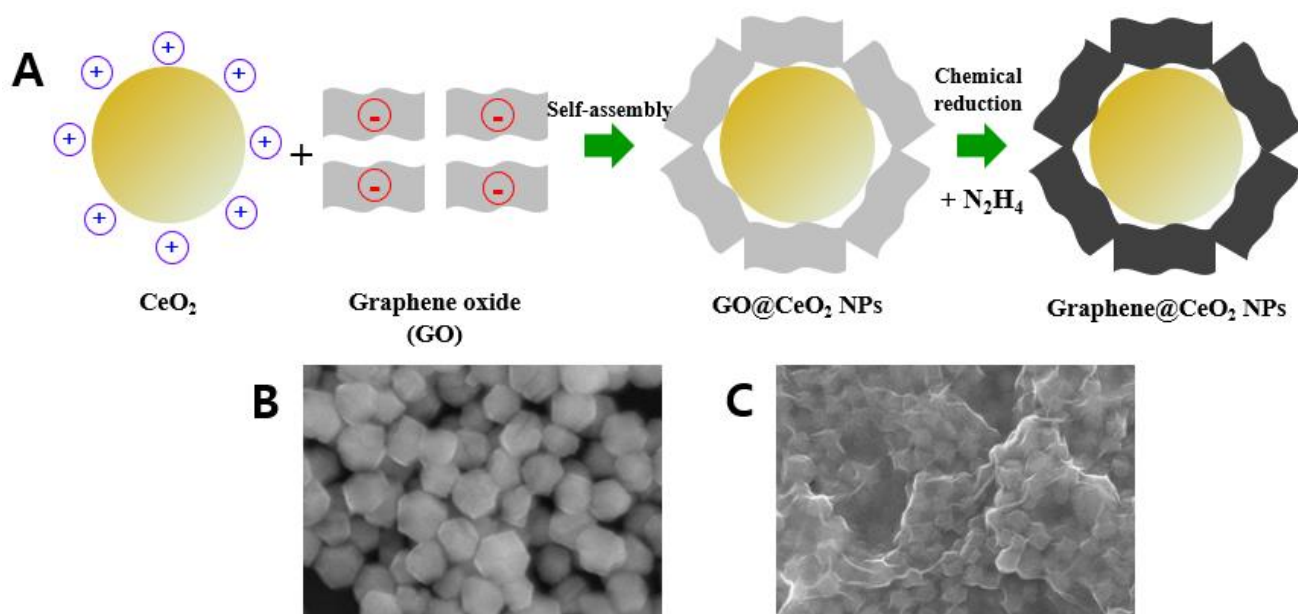 A
+
+
+
+
+
+
+
+
+
-
-
-
-
Self-assembly
Chemical
reduction
+ N₂H₄
CeO₂
Graphene oxide
(GO)
GO@CeO₂ NPs
Graphene@CeO₂ NPs
B
C